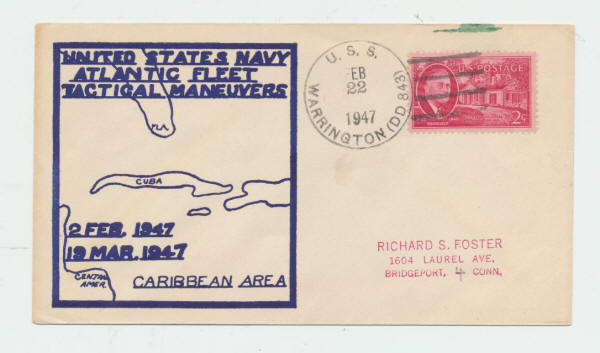 UNITED STATES NAVY
ATLANTIC FLEET
TACTICAL MANEUVERS
FLA.
CUBA
2 FEB. 1947
19 MAR. 1947
CENTRAL
AMER.
CARIBBEAN AREA
U. S. S.
FEB
22
1947
WARRINGTON (DD 843)
U.S. POSTAGE
2¢
RICHARD S. FOSTER
1604 LAUREL AVE.
BRIDGEPORT, 4 CONN.